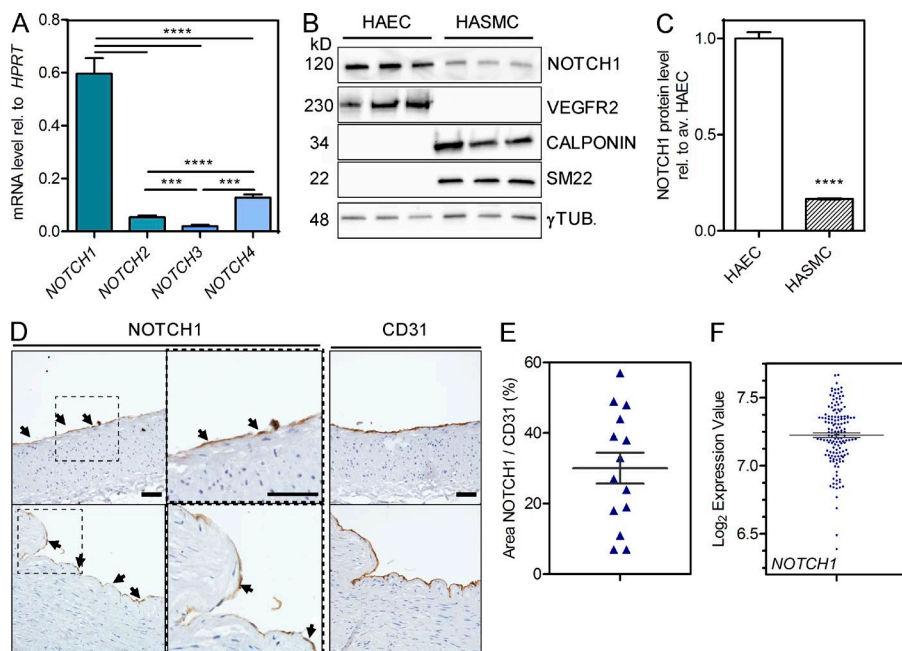 A
mRNA level rel. to HPRT
0.8
0.6
0.4
0.2
0.0
****
****
*** ***
NOTCH1
NOTCH2
NOTCH3
NOTCH4
B
HAEC HASMC
kD
120 NOTCH1
230 VEGFR2
34 CALPONIN
22 SM22
48 γTUB.
C
NOTCH1 protein level
rel. to av. HAEC
1.0
0.5
0.0
****
HAEC
HASMC
D
NOTCH1 CD31
E
Area NOTCH1 / CD31 (%)
60
40
20
0
F
Log2 Expression Value
7.5
7.0
6.5
NOTCH1